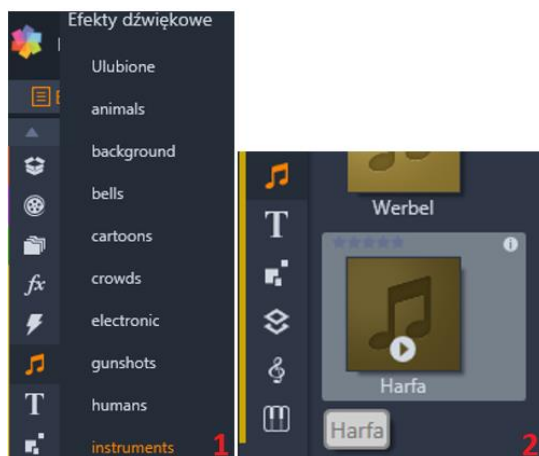 Efekty dźwiękowe
Ulubione
animals
background
bells
cartoons
crowds
electronic
gunshots
humans
instruments
1
Werbel
Harfa
Harfa
2